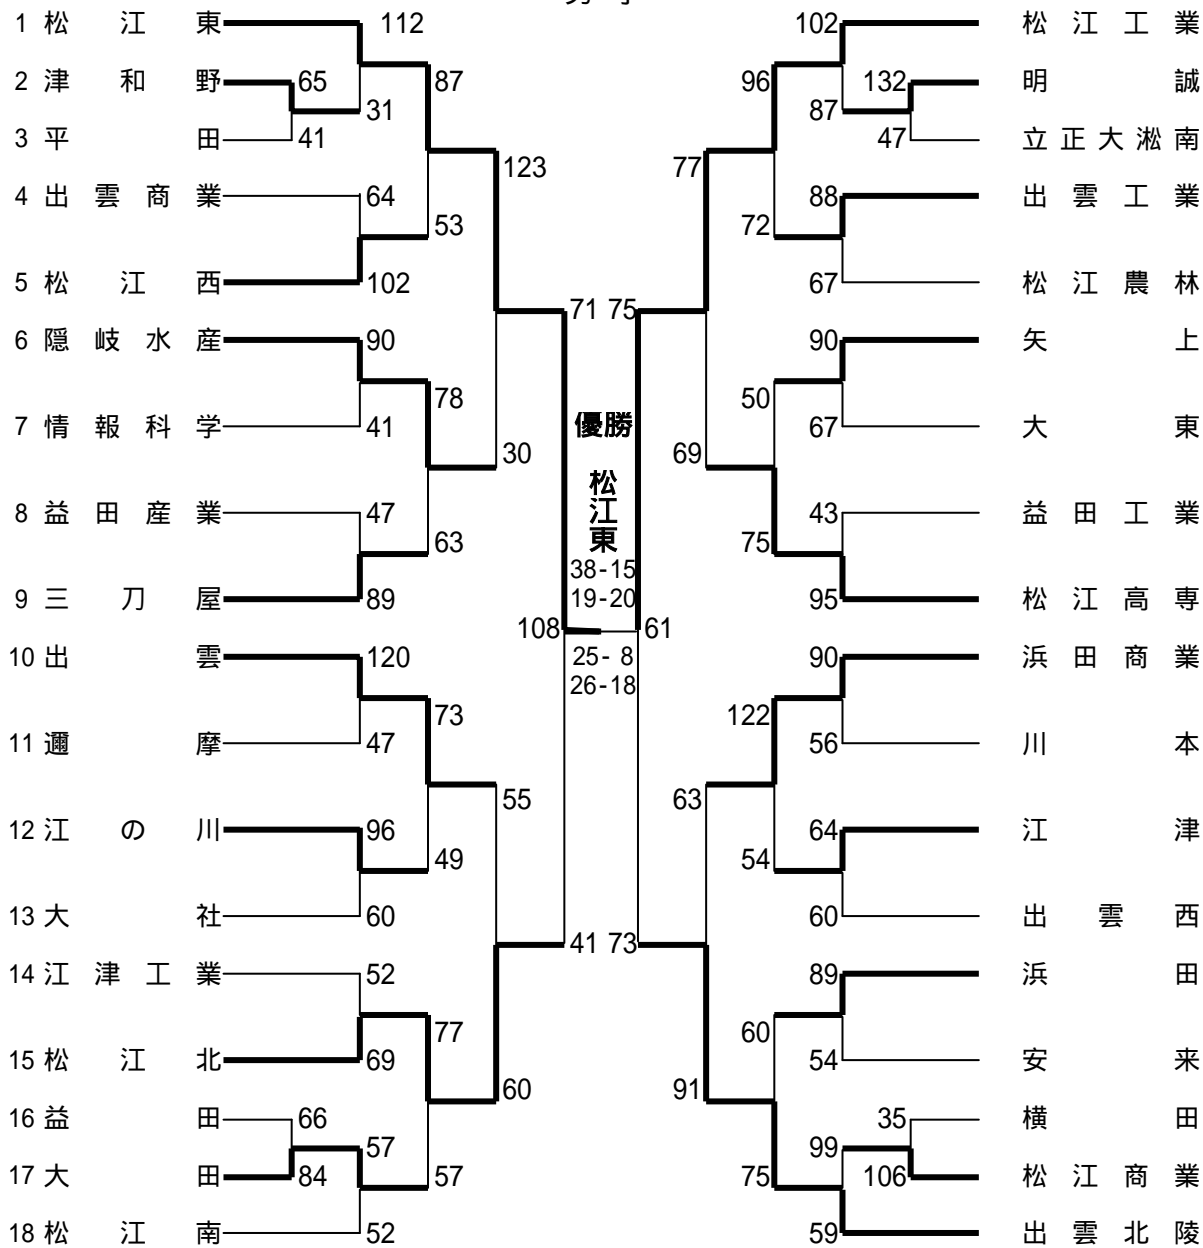 1 松江東 112 102 松江工業
2 津和野 65 87 96 132 明誠
31 87
3 平田 41 47 立正大淞南
123 77
4 出雲商業 64 88 出雲工業
53 72
5 松江西 102 67 松江農林
71 75
6 隠岐水産 90 90 矢上
78 50
7 情報科学 41 優勝 67 大東
30 69
8 益田産業 47 松江東 43 益田工業
63 75
38-15
9 三刀屋 89 19-20 95 松江高専
108 61
10 出雲 120 25- 8 90 浜田商業
26-18
73 122
11 邇摩 47 56 川本
55 63
12 江の川 96 64 江津
49 54
13 大社 60 60 出雲西
41 73
14 江津工業 52 89 浜田
77 60
15 松江北 69 54 安来
60 91
16 益田 66 35 横田
57 99
17 大田 84 57 75 106 松江商業
18 松江南 52 59 出雲北陵